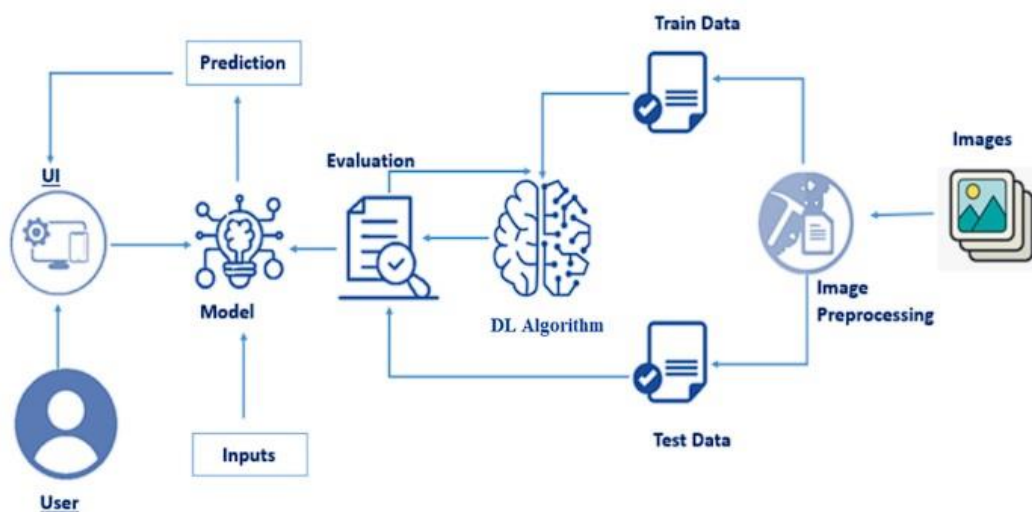 Train Data
Prediction
Images
Evaluation
UI
Image
Preprocessing
Model
DL Algorithm
Test Data
Inputs
User